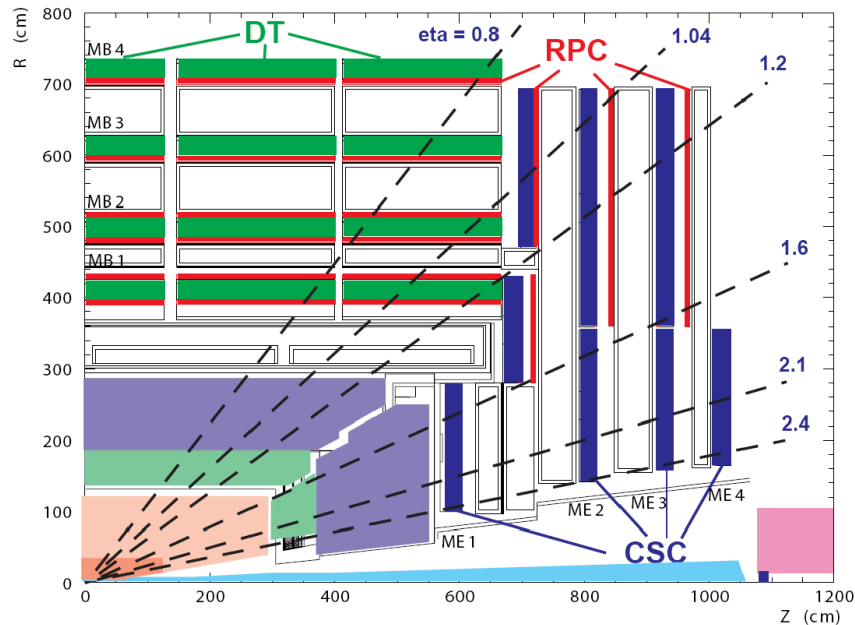 R (cm)
800
700
600
500
400
300
200
100
0
MB 4
MB 3
MB 2
MB 1
DT
eta = 0.8
RPC
1.04
1.2
1.6
2.1
2.4
ME 1
ME 2
ME 3
ME 4
CSC
0
200
400
600
800
1000
1200
Z (cm)